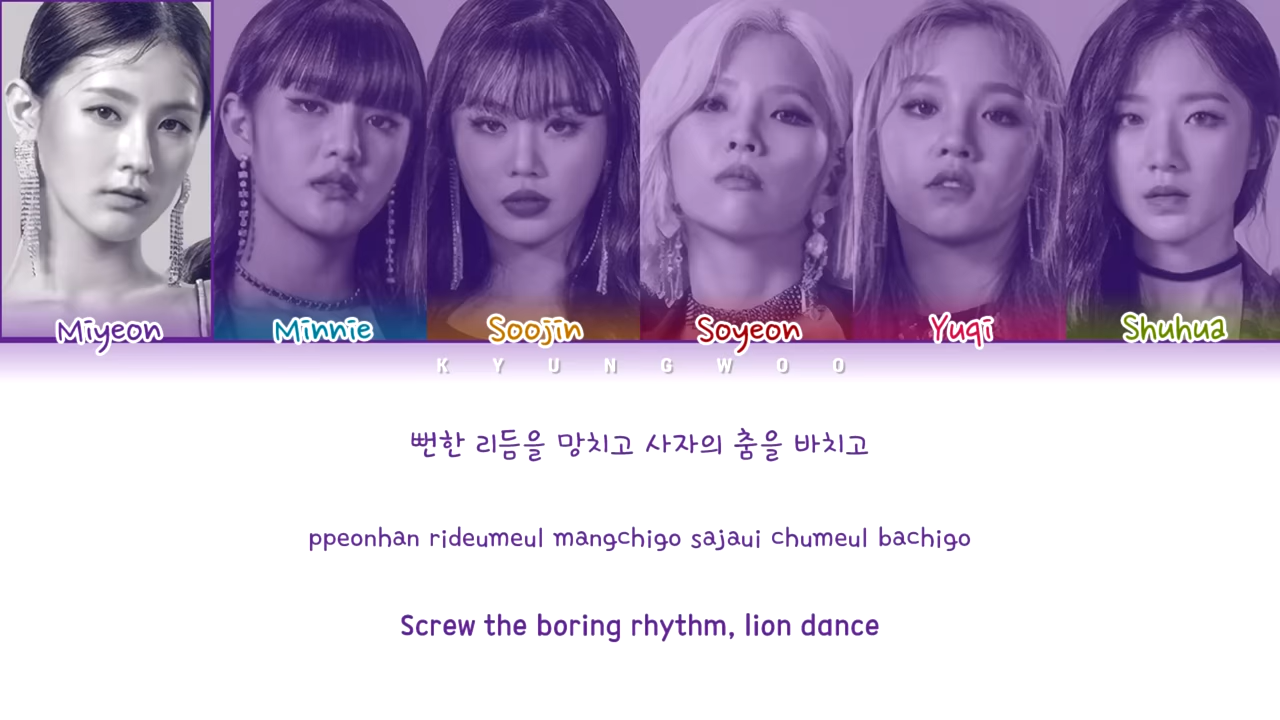 Miyeon Minnie Soojin Soyeon Yuqi Shuhua
K Y U N G W O O
뻔한 리듬을 망치고 사자의 춤을 바치고
ppeonhan rideumeul mangchigo sajaui chumeul bachigo
Screw the boring rhythm, lion dance